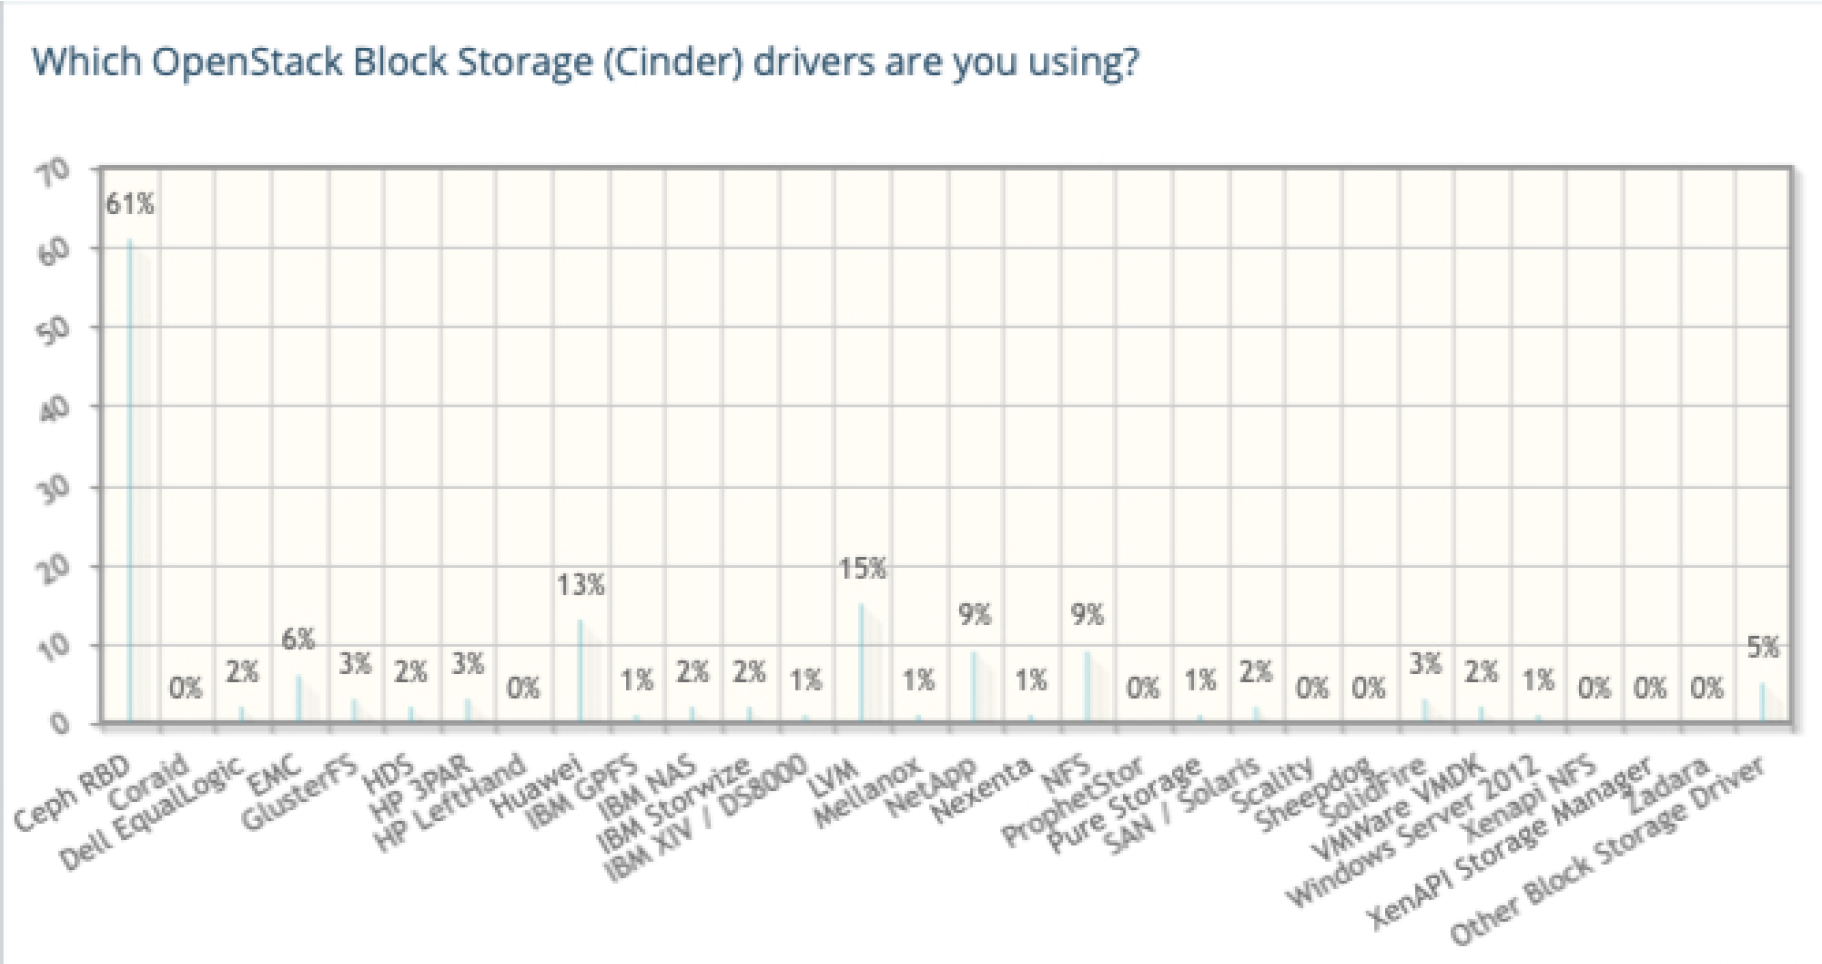 Which OpenStack Block Storage (Cinder) drivers are you using?
70
60
50
40
30
20
10
0
61%
0%
2%
6%
3%
2%
3%
0%
13%
1%
2%
2%
1%
15%
1%
9%
1%
9%
0%
1%
2%
0%
0%
3%
2%
1%
0%
0%
0%
5%
Ceph RBD
Coraid
Dell EqualLogic
EMC
GlusterFS
HDS
HP 3PAR
HP LeftHand
Huawei
IBM GPFS
IBM NAS
IBM Storwize
IBM XIV / DS8000
LVM
Mellanox
NetApp
Nexenta
NFS
ProphetStor
Pure Storage
SAN / Solaris
Scality
Sheepdog
SolidFire
VMWare VMDK
Windows Server 2012
Xenapi NFS
XenAPI Storage Manager
Zadara
Other Block Storage Driver